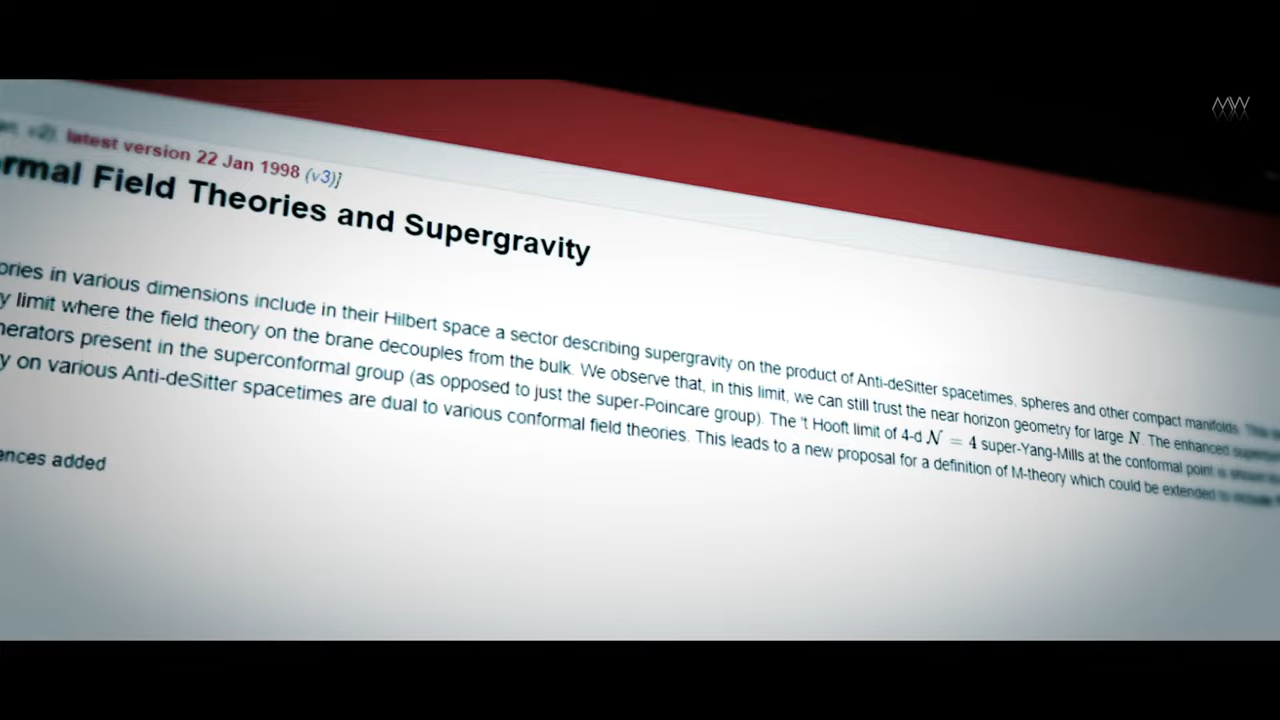 MW
v2), latest version 22 Jan 1998 (v3)]
rmal Field Theories and Supergravity
ories in various dimensions include in their Hilbert space a sector describing supergravity on the product of Anti-deSitter spacetimes, spheres and other compact manifolds.
y limit where the field theory on the brane decouples from the bulk. We observe that, in this limit, we can still trust the near horizon geometry for large N. The enhanced
nerators present in the superconformal group (as opposed to just the super-Poincare group). The 't Hooft limit of 4-d N = 4 super-Yang-Mills at the conformal point is shown
y on various Anti-deSitter spacetimes are dual to various conformal field theories. This leads to a new proposal for a definition of M-theory which could be extended to include
ences added